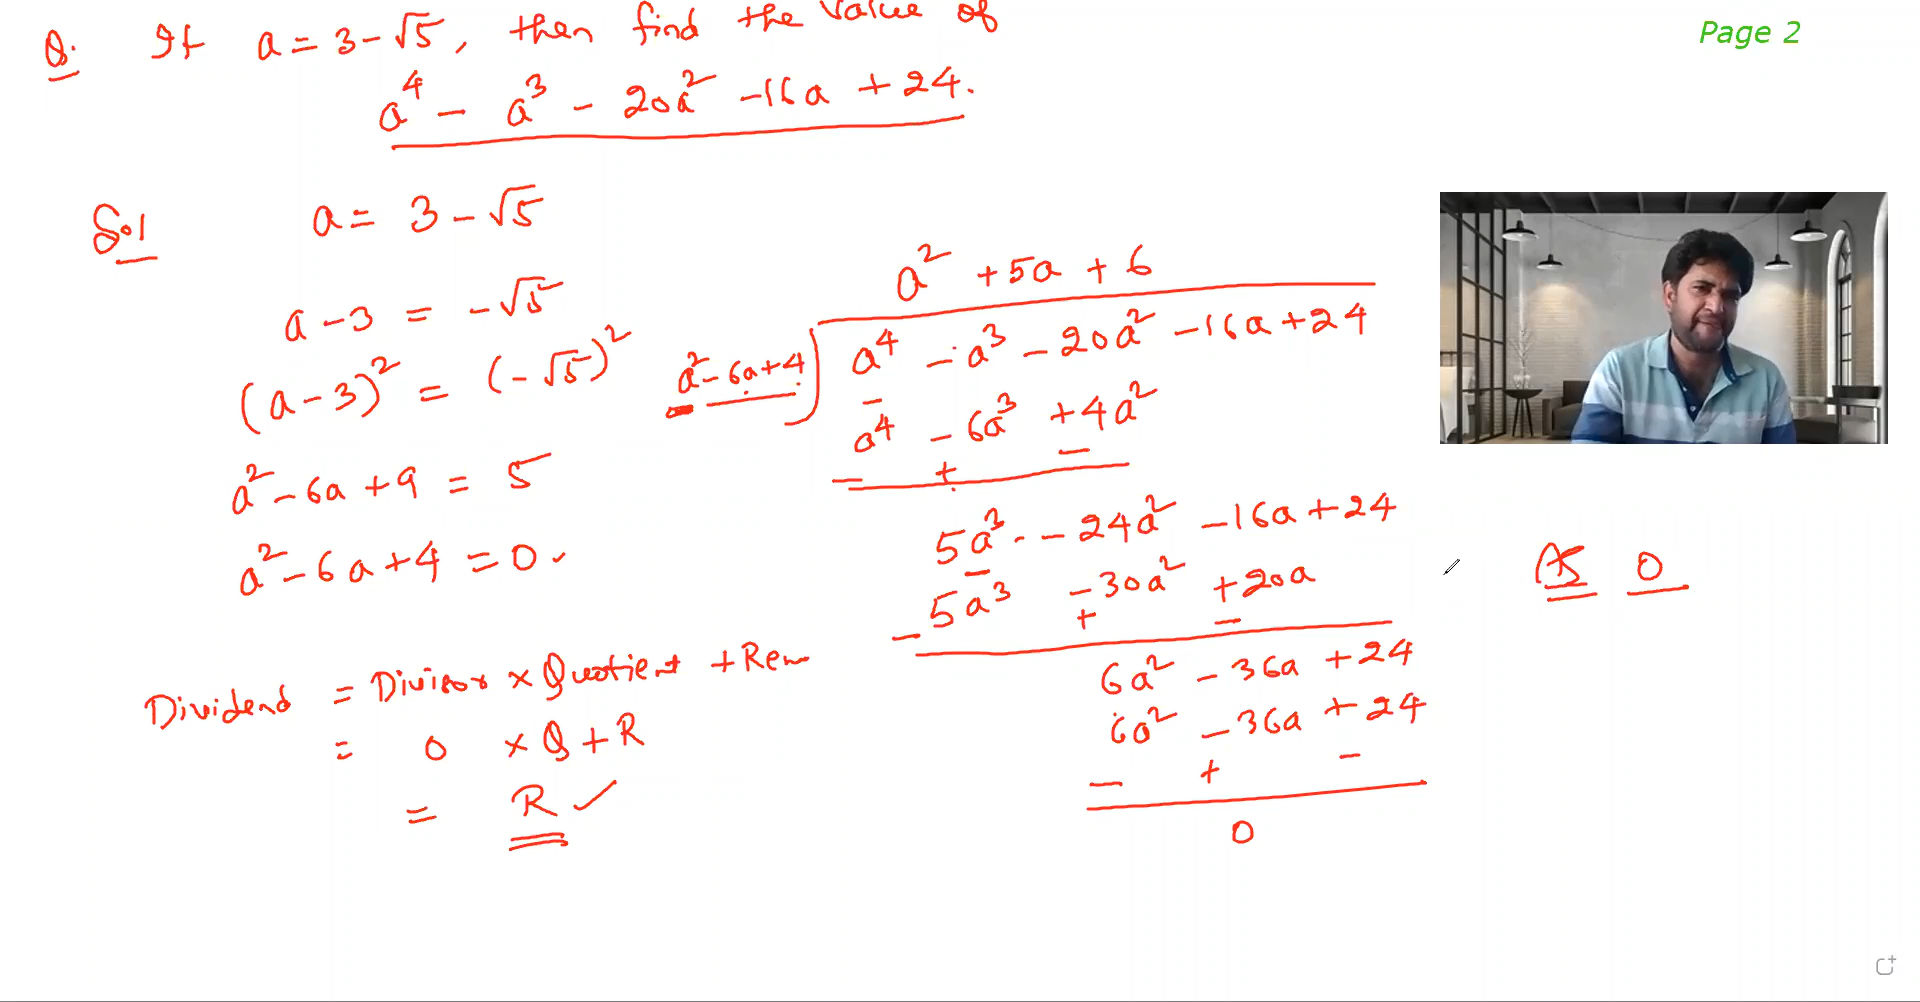 Page 2
Q. If a = 3 - √5, then find the value of
a⁴ - a³ - 20a² - 16a + 24.
Sol a = 3 - √5
a - 3 = - √5
(a - 3)² = (- √5)²
a² - 6a + 9 = 5
a² - 6a + 4 = 0
Dividend = Divisor × Quotient + Rem
= 0 × Q + R
= R ✓
a² + 5a + 6
a² - 6a + 4 ) a⁴ - a³ - 20a² - 16a + 24
a⁴ - 6a³ + 4a²
- + -
5a³ - 24a² - 16a + 24
5a³ - 30a² + 20a
- + -
6a² - 36a + 24
6a² - 36a + 24
- + -
0
0